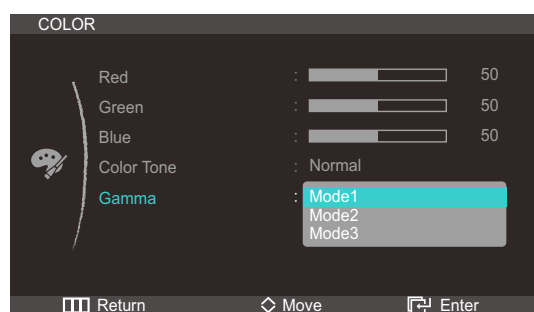 COLOR
Red : 50
Green : 50
Blue : 50
Color Tone : Normal
Gamma : Mode1
Mode2
Mode3
Return Move Enter